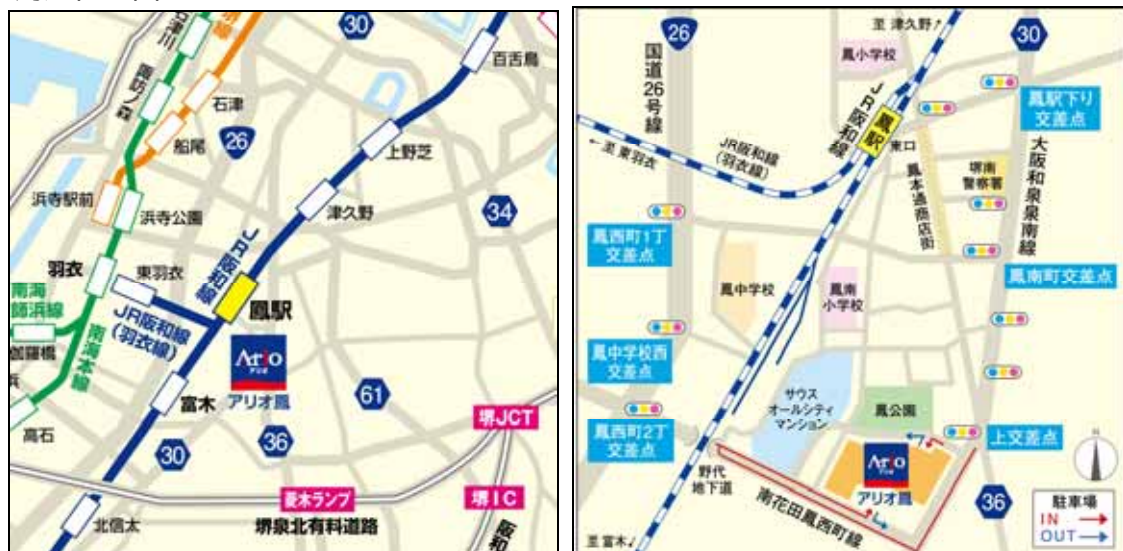 30
百舌鳥
石津川
諏訪ノ森
石津
船尾
26
上野芝
浜寺駅前
浜寺公園
津久野
34
JR阪和線
羽衣
東羽衣
鳳駅
JR阪和線
(羽衣線)
南海
師浜線
伽羅橋
南海本線
Ario
アリオ
アリオ鳳
富木
61
高石
30
36
堺JCT
菱木ランプ
堺IC
堺泉北有料道路
北信太
阪和
至 津久野
26
30
国道26号線
鳳小学校
鳳駅下り
交差点
JR阪和線
鳳駅
東口
JR阪和線
(羽衣線)
←至 東羽衣
大阪和泉泉南線
堺南
警察署
鳳本通商店街
鳳西町1丁
交差点
鳳南町交差点
鳳中学校
鳳南
小学校
鳳中学校西
交差点
サウス
オールシティ
マンション
鳳公園
鳳西町2丁
交差点
上交差点
Ario
アリオ
アリオ鳳
野代
地下道
南花田鳳西町線
36
至 富木
N
駐車場
IN
OUT